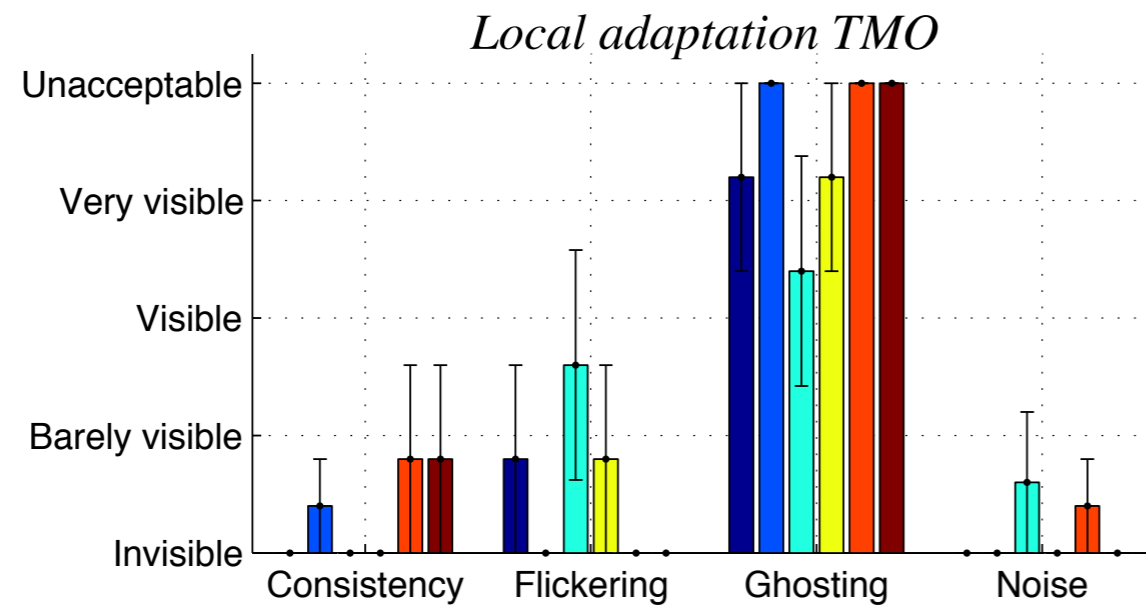 Local adaptation TMO
Unacceptable
Very visible
Visible
Barely visible
Invisible
Consistency Flickering Ghosting Noise